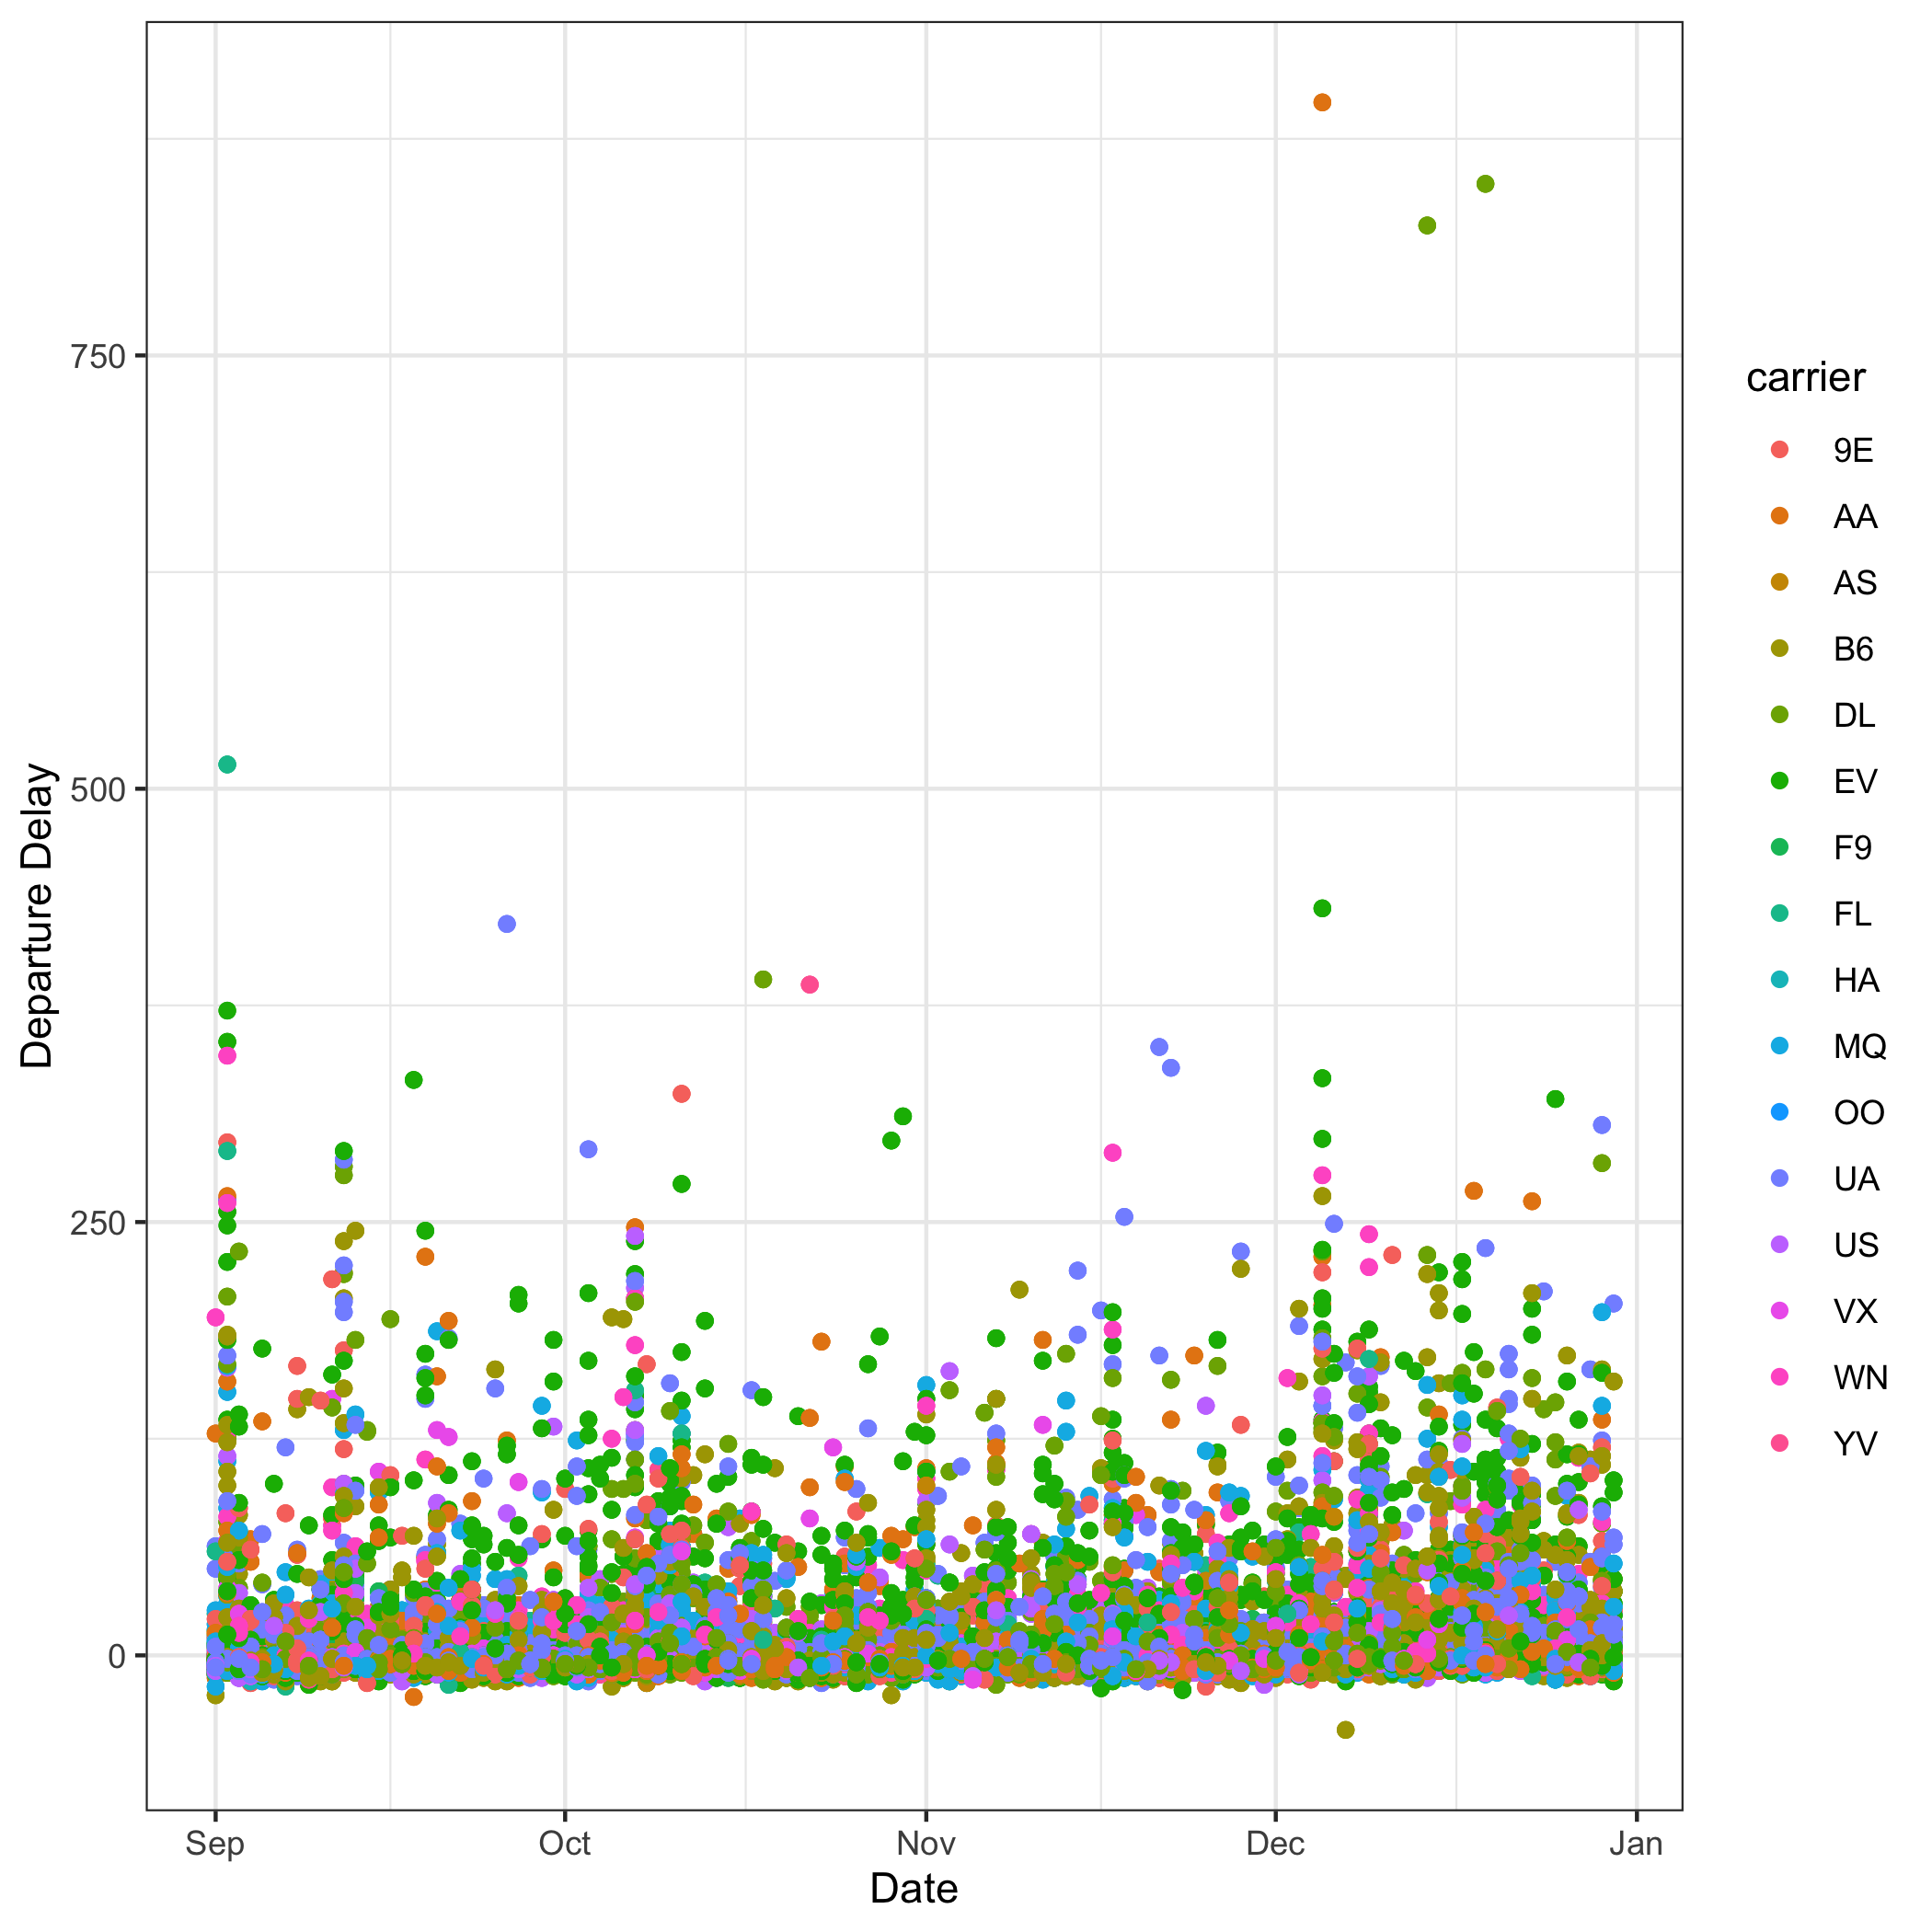 750
500
250
0
Departure Delay
Sep
Oct
Nov
Dec
Jan
Date
carrier
9E
AA
AS
B6
DL
EV
F9
FL
HA
MQ
OO
UA
US
VX
WN
YV